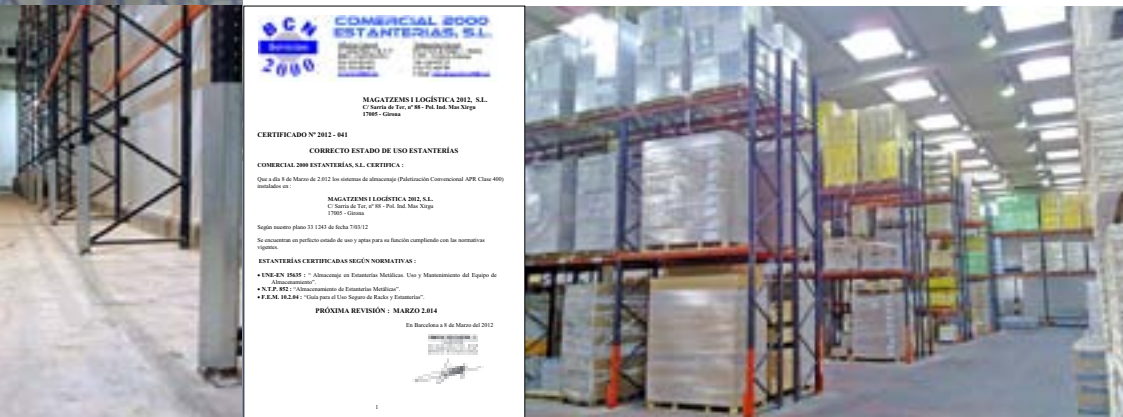 BCN
Servicios
2000
COMERCIAL 2000
ESTANTERIAS, S.L.
MAGATZEMS I LOGÍSTICA 2012, S.L.
C/ Sarria de Ter, nº 88 - Pol. Ind. Mas Xirgu
17005 - Girona
CERTIFICADO Nº 2012 - 041
CORRECTO ESTADO DE USO ESTANTERÍAS
COMERCIAL 2000 ESTANTERÍAS, S.L. CERTIFICA :
Que a día 8 de Marzo de 2.012 los sistemas de almacenaje (Paletización Convencional APR Clase 400)
instalados en :
MAGATZEMS I LOGÍSTICA 2012, S.L.
C/ Sarria de Ter, nº 88 - Pol. Ind. Mas Xirgu
17005 - Girona
Según nuestro plano 33 1243 de fecha 7/03/12
Se encuentran en perfecto estado de uso y aptas para su función cumpliendo con las normativas
vigentes.
ESTANTERÍAS CERTIFICADAS SEGÚN NORMATIVAS :
• UNE-EN 15635 : " Almacenaje en Estanterías Metálicas. Uso y Mantenimiento del Equipo de
Almacenamiento".
• N.T.P. 852 : "Almacenamiento de Estanterías Metálicas".
• F.E.M. 10.2.04 : "Guía para el Uso Seguro de Racks y Estanterías".
PRÓXIMA REVISIÓN : MARZO 2.014
En Barcelona a 8 de Marzo del 2012
1